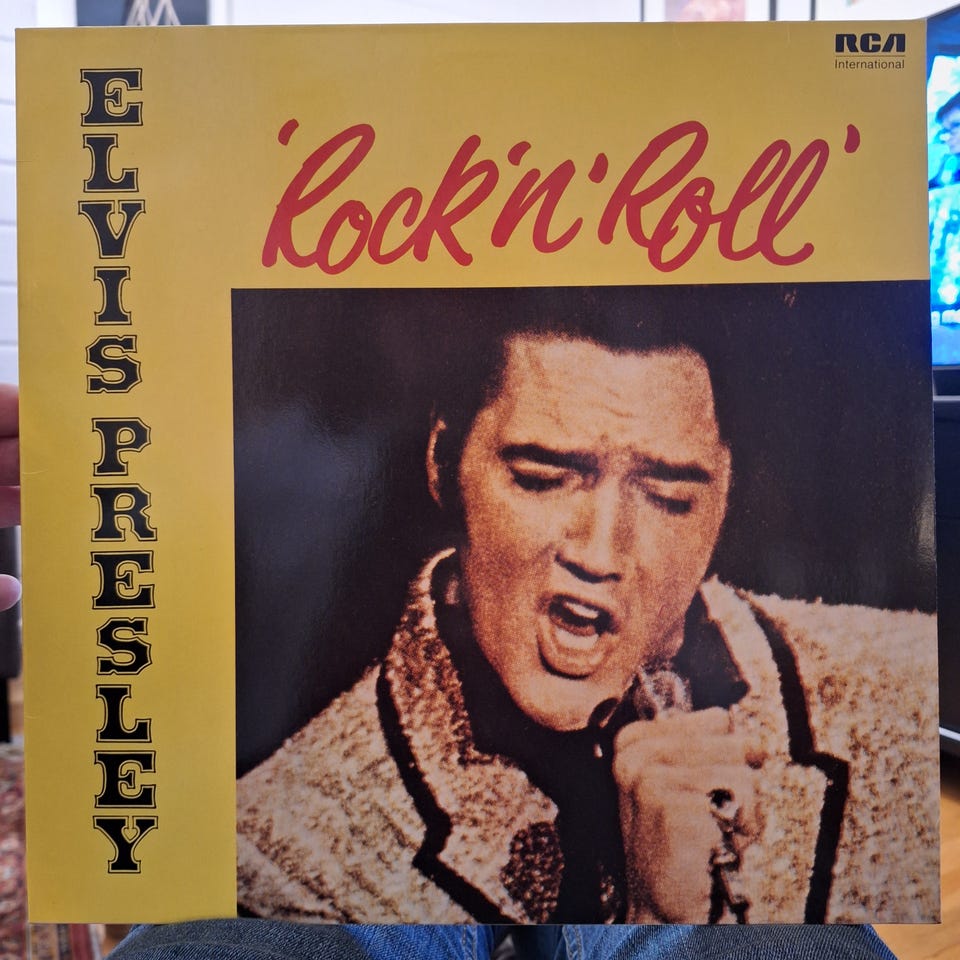 RCA
International
ELVIS PRESLEY
'Rock 'n' Roll'